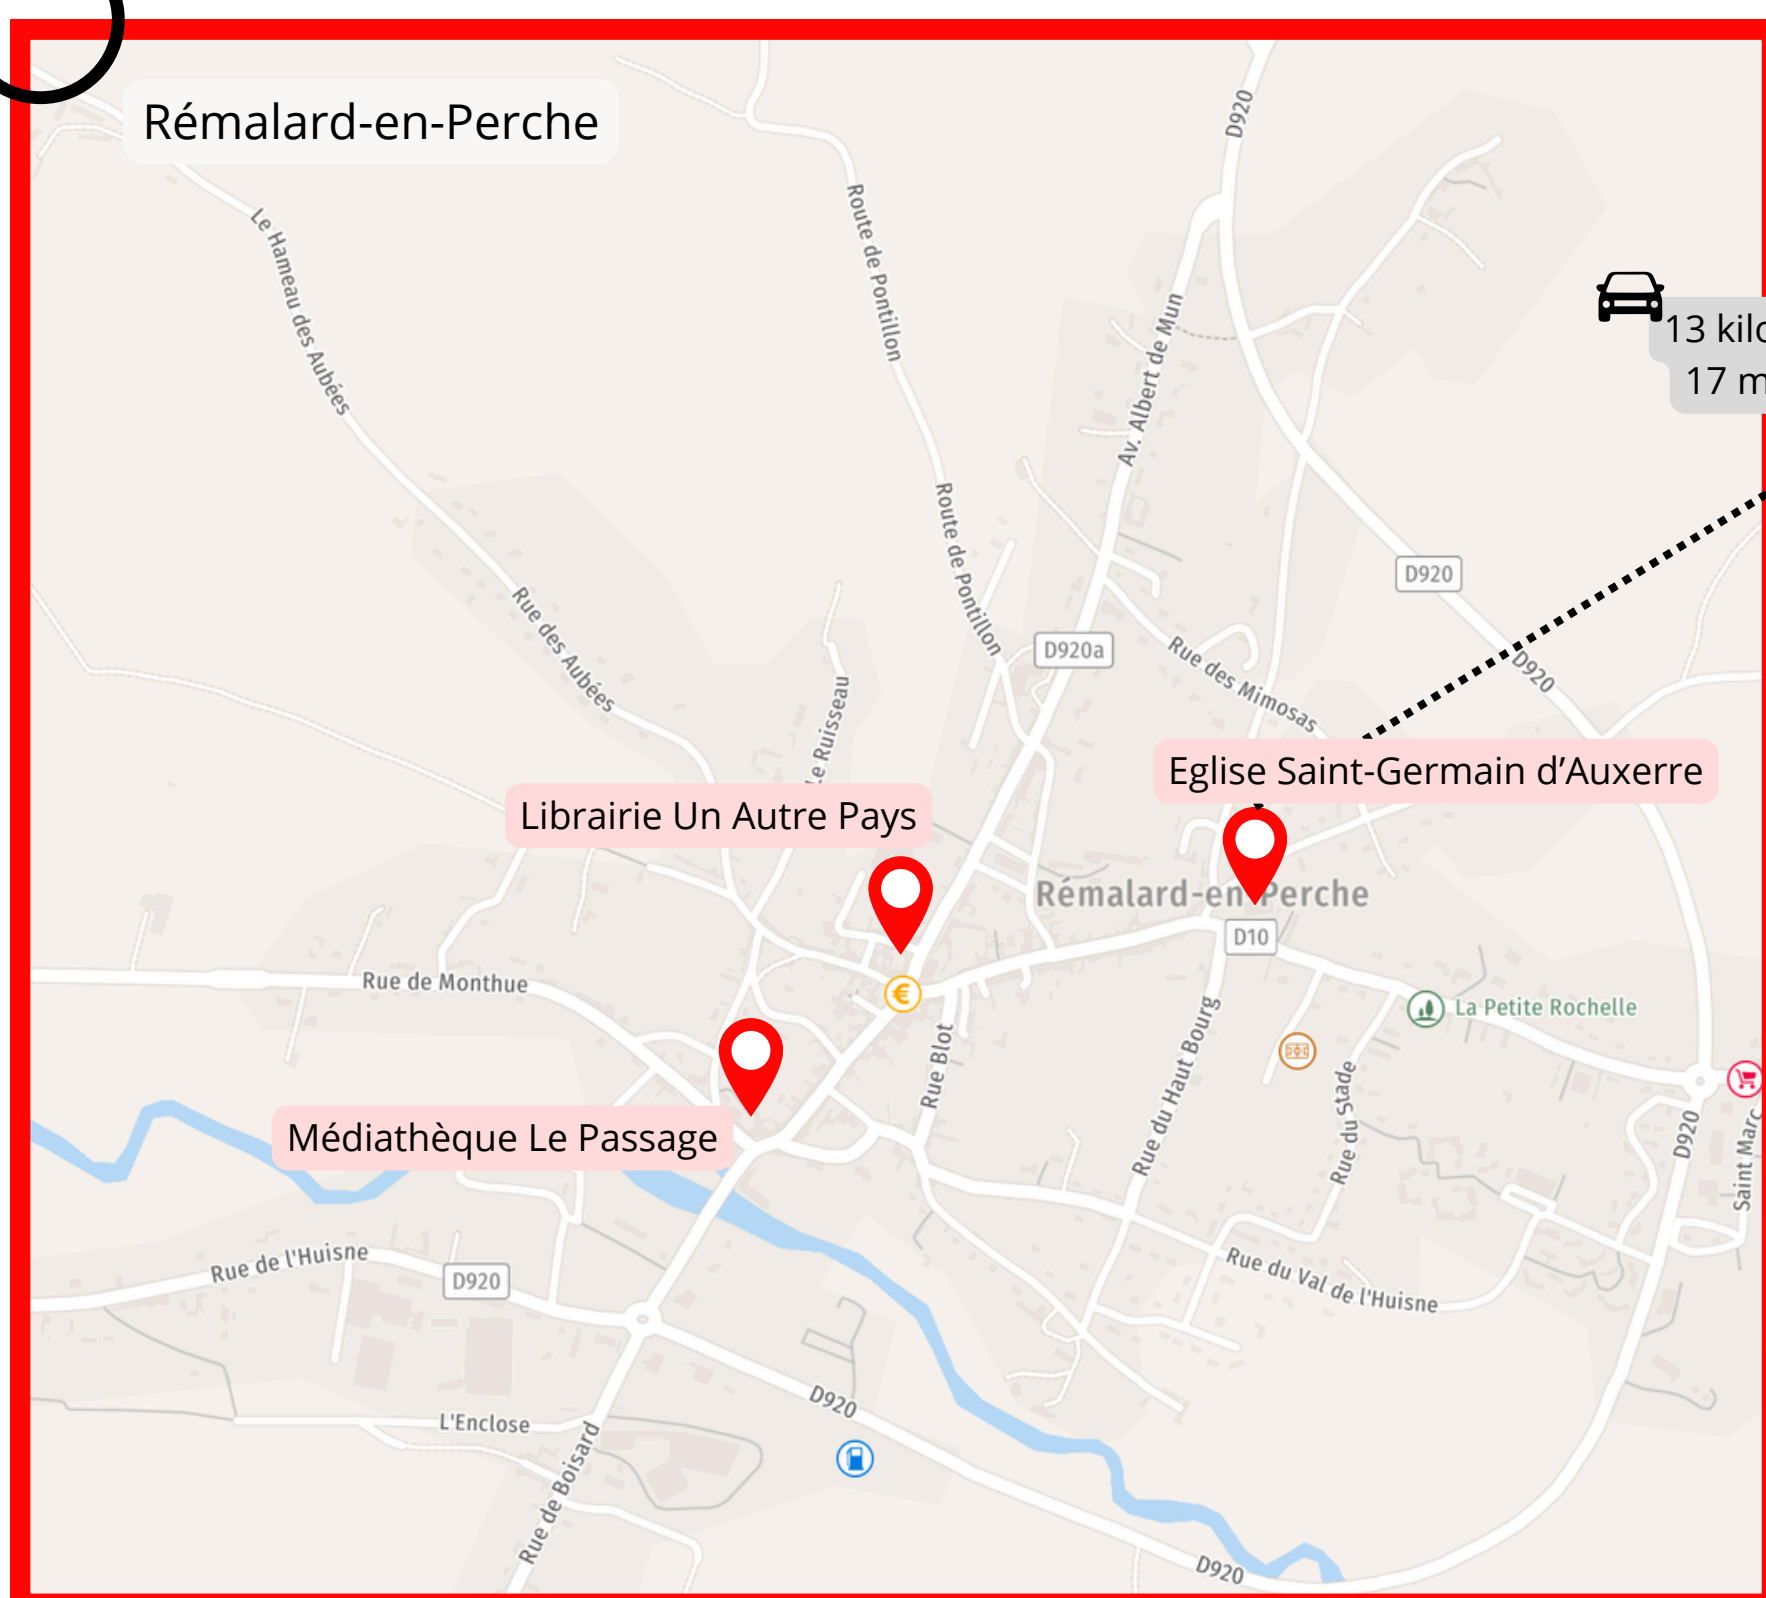 Rémalard-en-Perche
D920
Le Hameau des Aubées
Route de Pontillon
Av. Albert de Mun
13 kilo
17 m
Route de Pontillon
D920
Rue des Aubées
D920a
Rue des Mimosas
D920
Le Ruisseau
Eglise Saint-Germain d’Auxerre
Librairie Un Autre Pays
Rémalard-en-Perche
D10
Rue de Monthue
€
La Petite Rochelle
Rue Blot
Rue du Haut Bourg
Rue du Stade
Médiathèque Le Passage
D920
Saint Marc
Rue de l'Huisne
D920
Rue du Val de l'Huisne
D920
L'Enclose
Rue de Boisard
D920